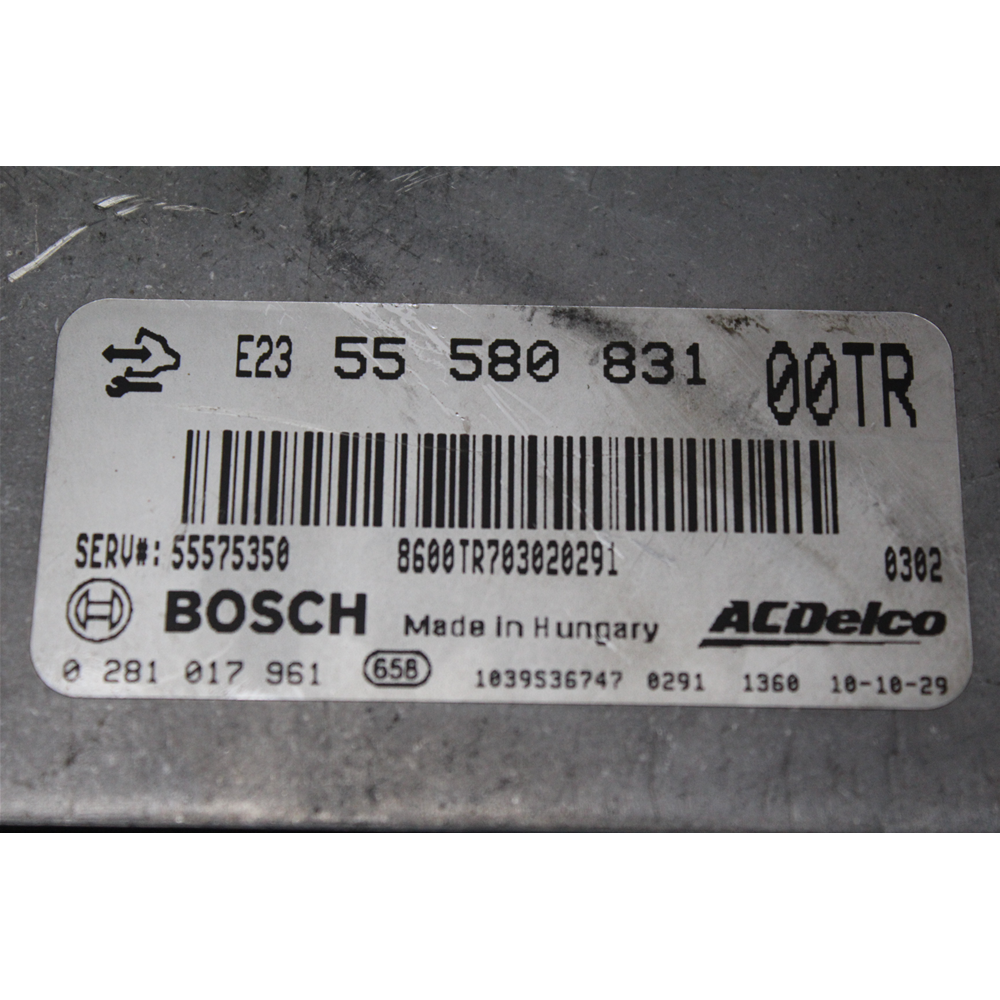 E23 55 580 831 00TR
SERV#: 55575350 8600TR703020291 0302
BOSCH Made in Hungary ACDelco
0 281 017 961 658 1039S36747 0291 1360 10-10-29